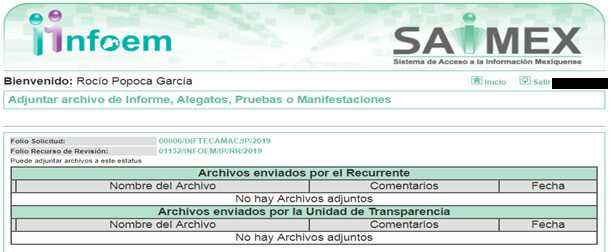 infoem
SAIMEX
Sistema de Acceso a la Información Mexiquense
Bienvenido: Rocío Popoca García
Inicio Salir
Adjuntar archivo de Informe, Alegatos, Pruebas o Manifestaciones
Folio Solicitud: 00006/DIFTECAMAC/IP/2019
Folio Recurso de Revisión: 01132/INFOEM/IP/RR/2019
Puede adjuntar archivos a este estatus
Archivos enviados por el Recurrente
Nombre del Archivo Comentarios Fecha
No hay Archivos adjuntos
Archivos enviados por la Unidad de Transparencia
Nombre del Archivo Comentarios Fecha
No hay Archivos adjuntos